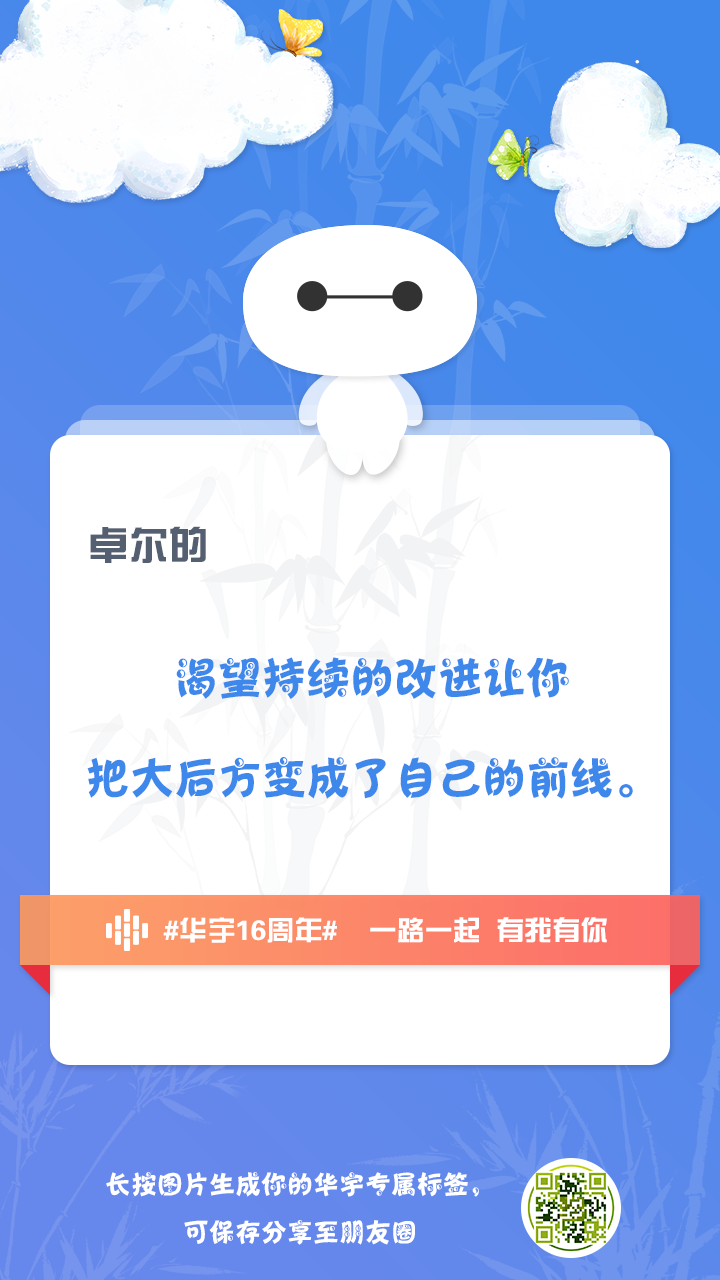 卓尔的
渴望持续的改进让你
把大后方变成了自己的前线。
#华宇16周年# 一路一起 有我有你
长按图片生成你的华宇专属标签，
可保存分享至朋友圈